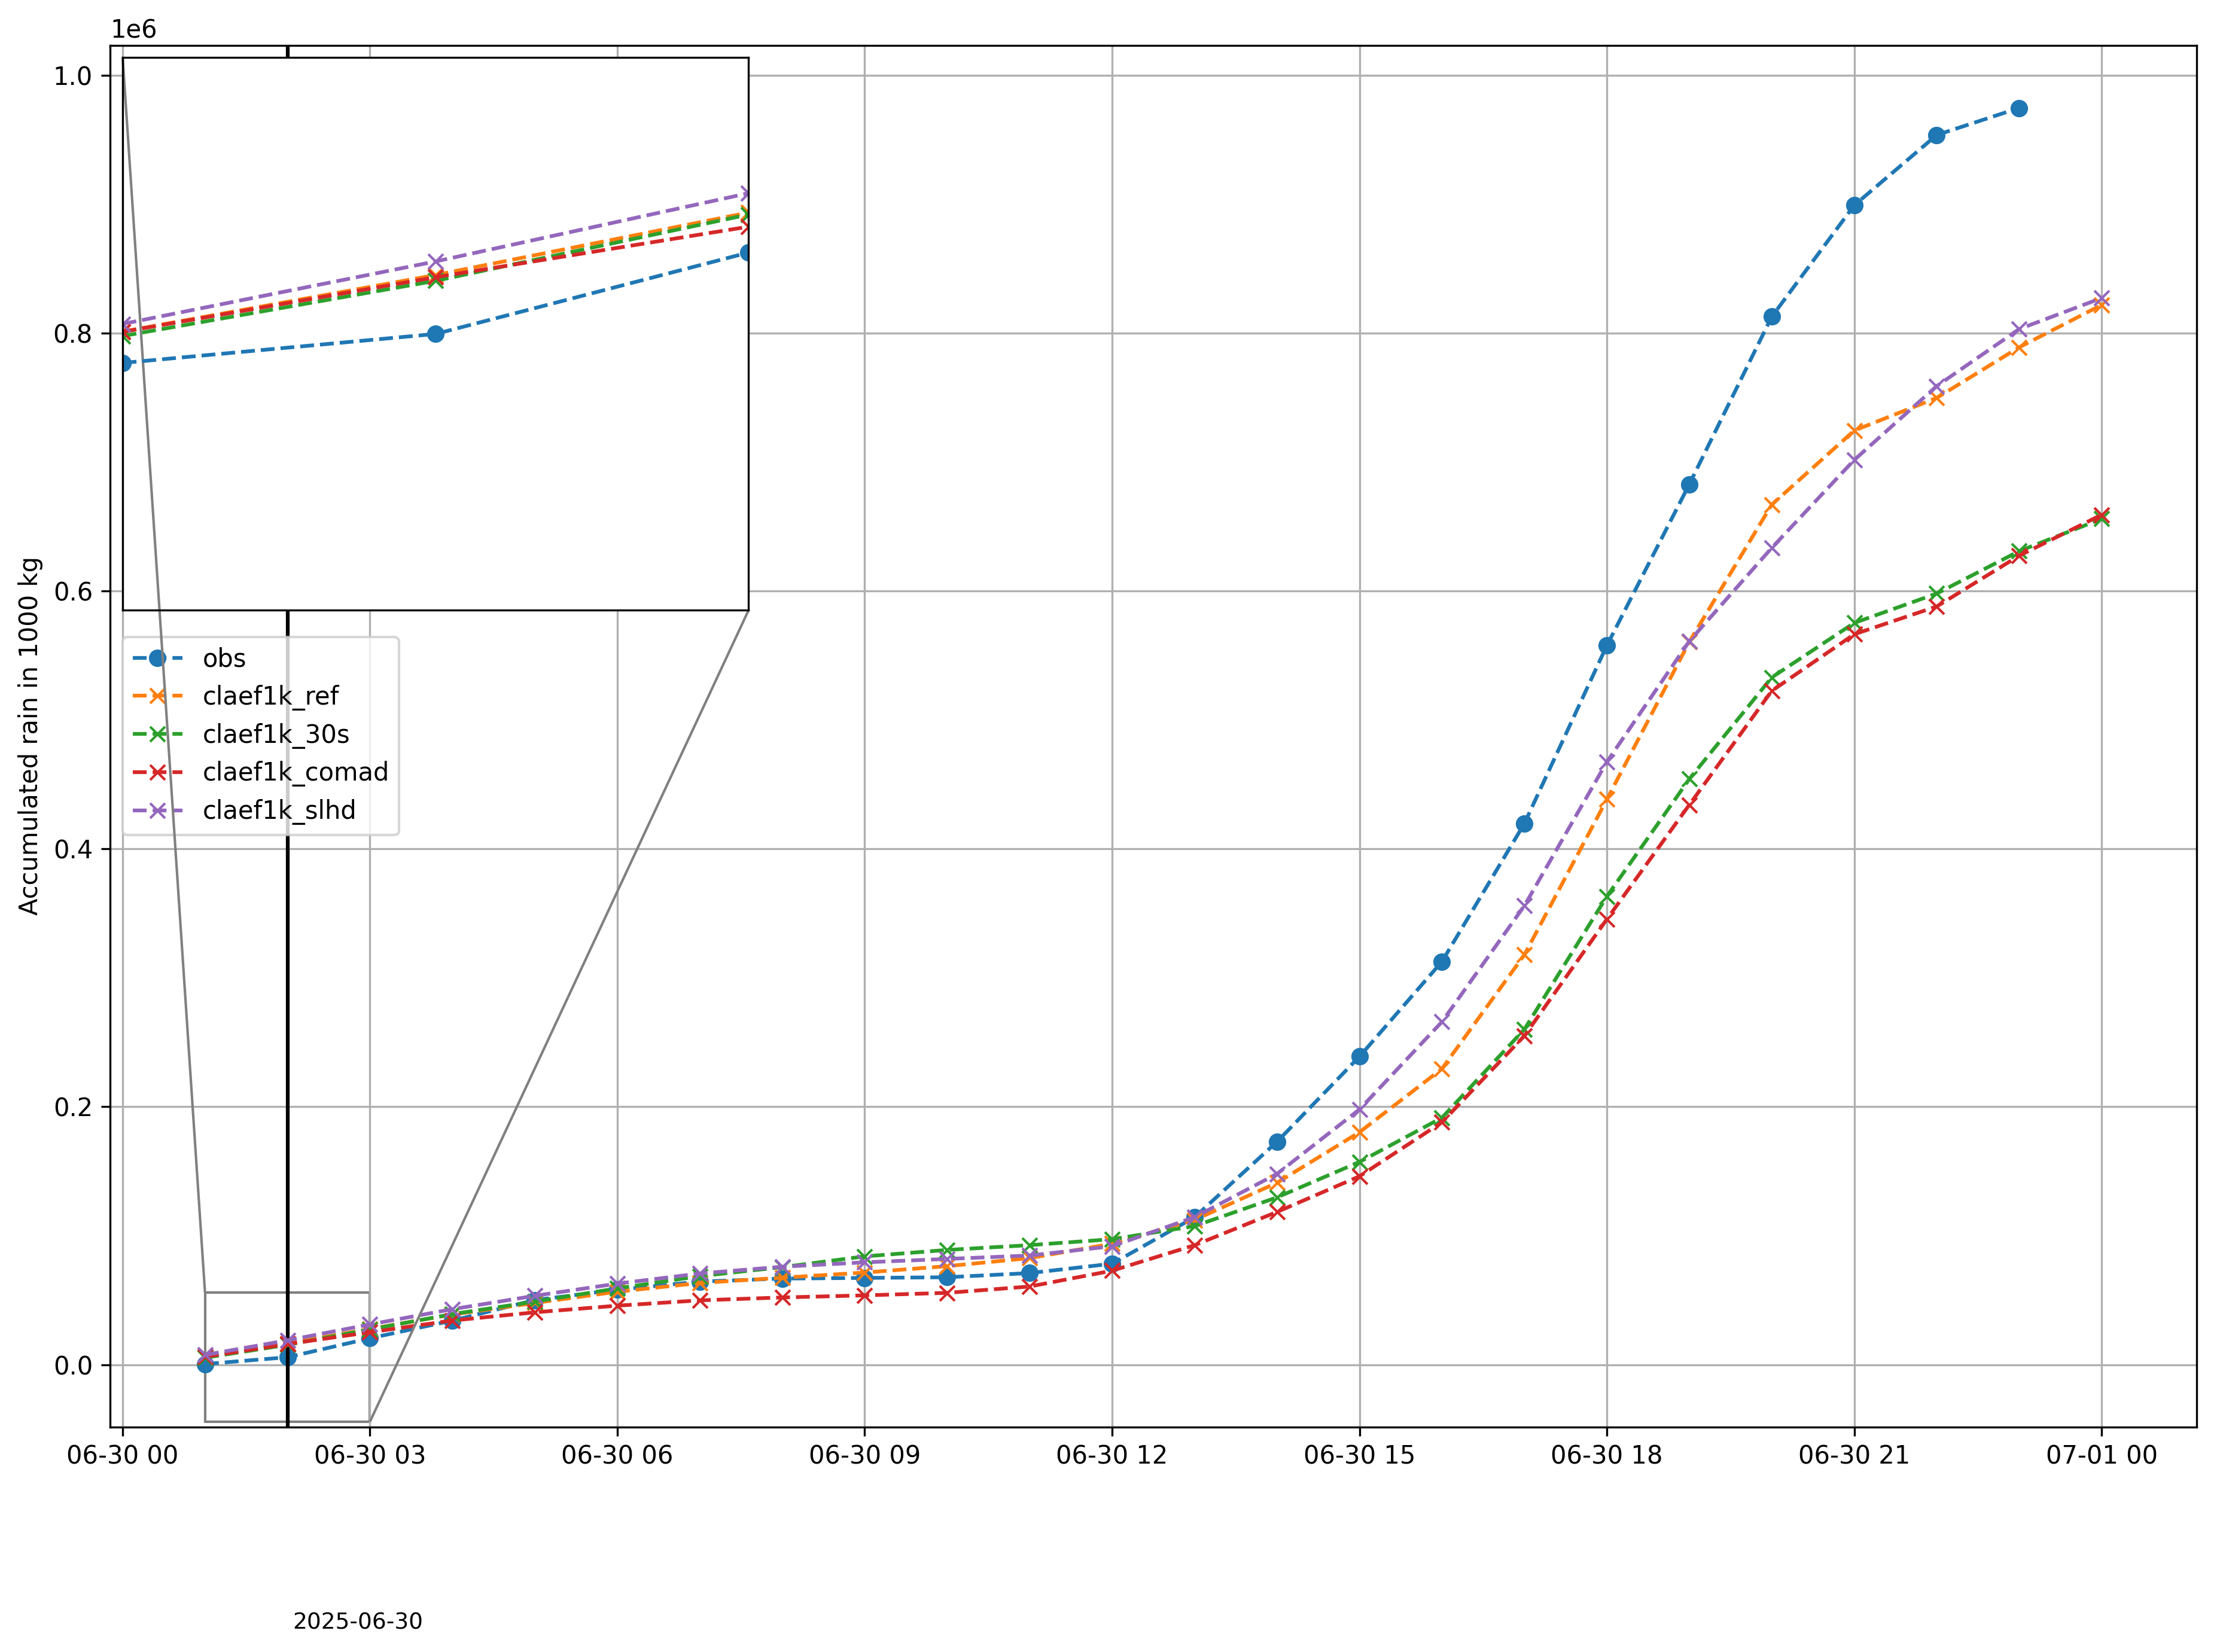 1e6
1.0
0.8
0.6
0.4
0.2
0.0
Accumulated rain in 1000 kg
obs
claef1k_ref
claef1k_30s
claef1k_comad
claef1k_slhd
06-30 00
06-30 03
06-30 06
06-30 09
06-30 12
06-30 15
06-30 18
06-30 21
07-01 00
2025-06-30